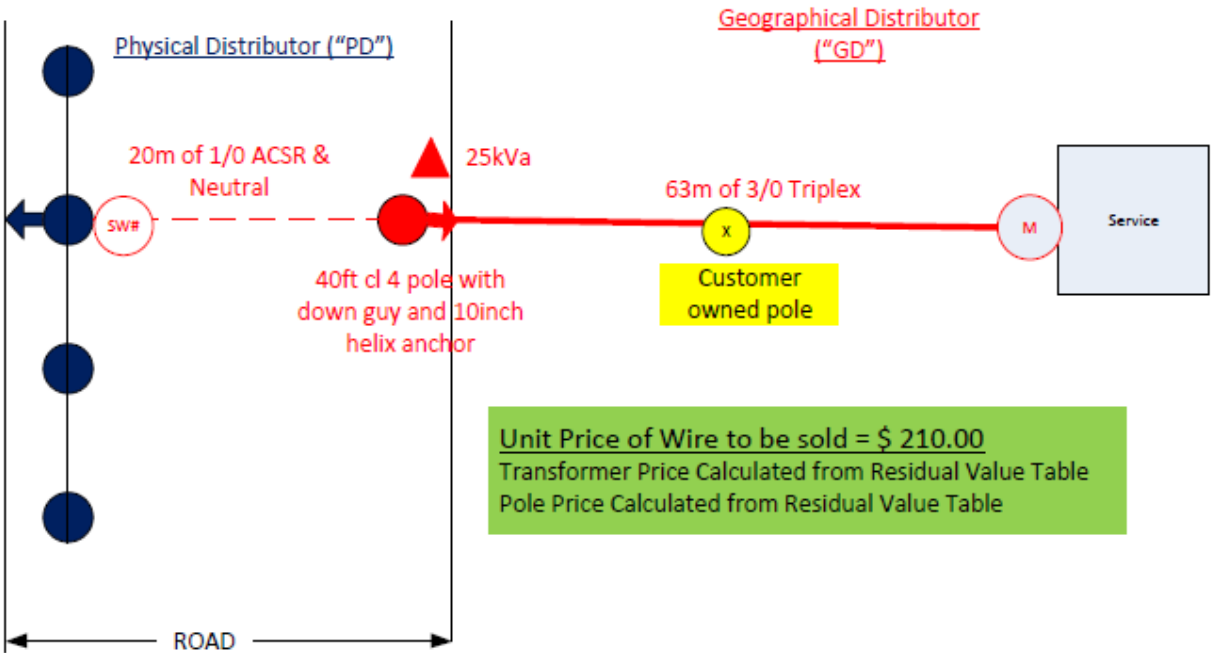 Physical Distributor (“PD”)
Geographical Distributor
(“GD”)
20m of 1/0 ACSR &
Neutral
25kVa
63m of 3/0 Triplex
SW#
X
M
Service
40ft cl 4 pole with
down guy and 10inch
helix anchor
Customer
owned pole
Unit Price of Wire to be sold = $ 210.00
Transformer Price Calculated from Residual Value Table
Pole Price Calculated from Residual Value Table
ROAD